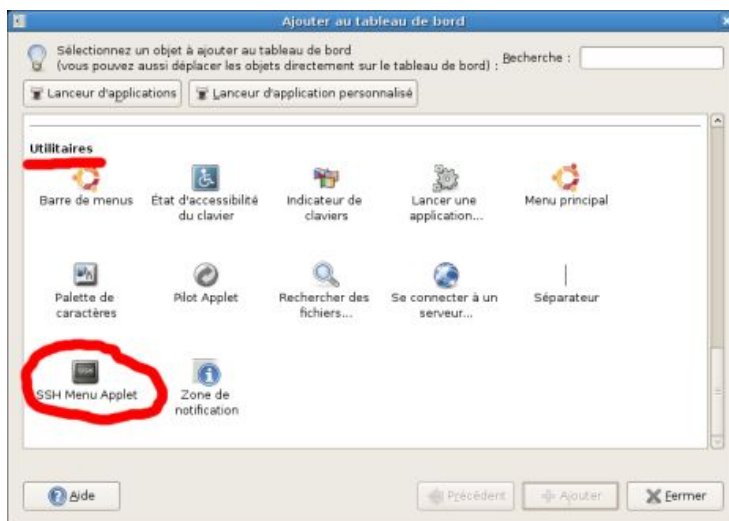 Ajouter au tableau de bord
Sélectionnez un objet à ajouter au tableau de bord
(vous pouvez aussi déplacer les objets directement sur le tableau de bord) :
Recherche :
Lanceur d'applications
Lanceur d'application personnalisé
Utilitaires
Barre de menus
État d'accessibilité
du clavier
Indicateur de
claviers
Lancer une
application...
Menu principal
Palette de
caractères
Pilot Applet
Rechercher des
fichiers...
Se connecter à un
serveur...
Séparateur
SSH
SSH Menu Applet
Zone de
notification
Aide
Précédent
Ajouter
Fermer